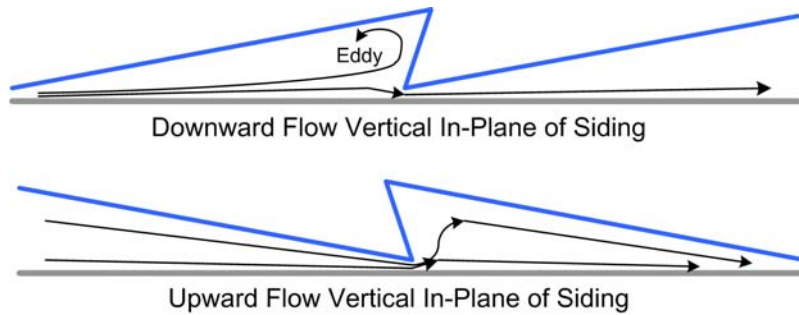 Eddy
Downward Flow Vertical In-Plane of Siding
Upward Flow Vertical In-Plane of Siding